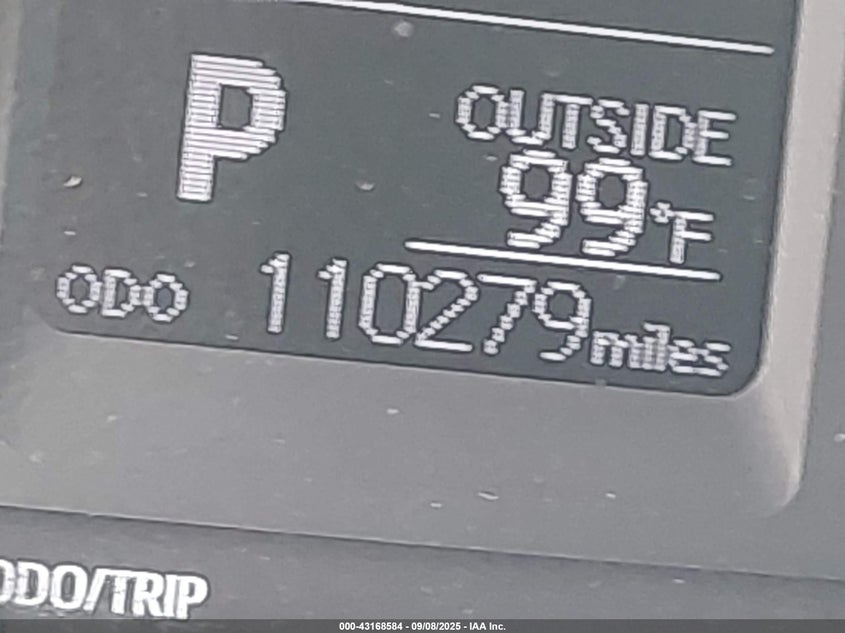 P
OUTSIDE
99°F
ODO 110279 miles
ODO/TRIP
000-43168584 - 09/08/2025 - IAA Inc.